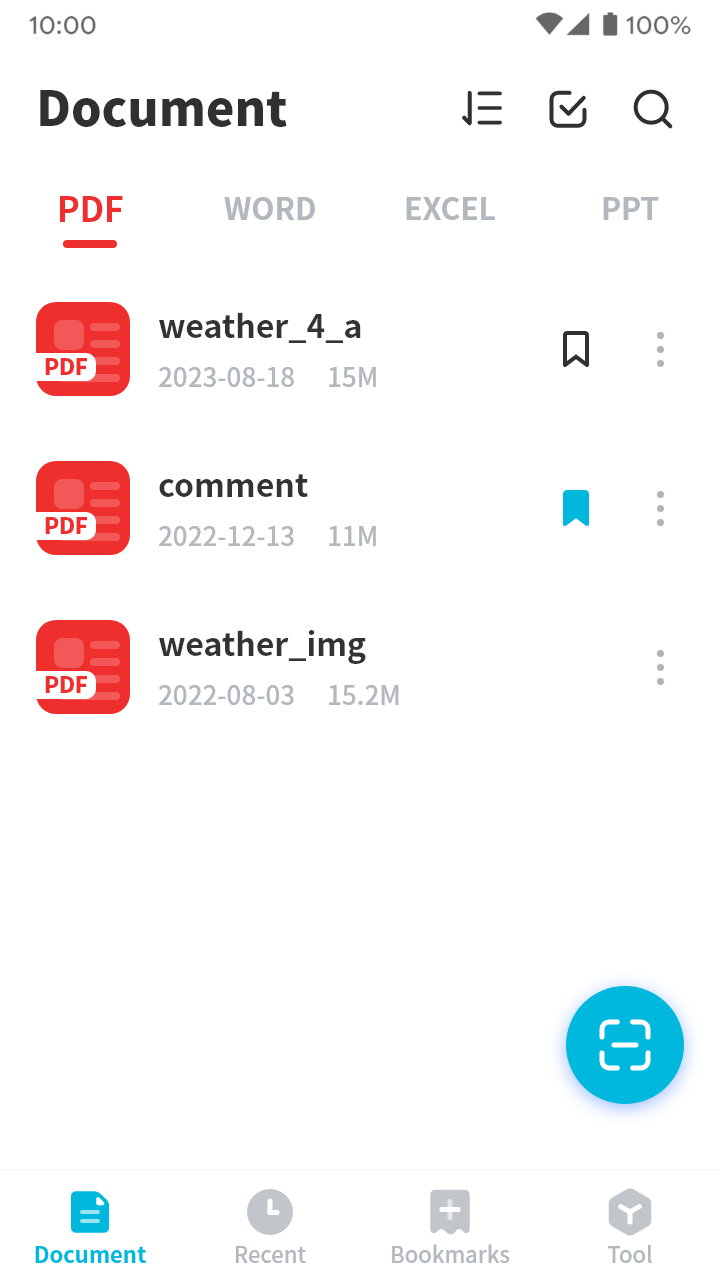 10:00 100%
Document
PDF WORD EXCEL PPT
weather_4_a
PDF
2023-08-18 15M
comment
PDF
2022-12-13 11M
weather_img
PDF
2022-08-03 15.2M
Document Recent Bookmarks Tool